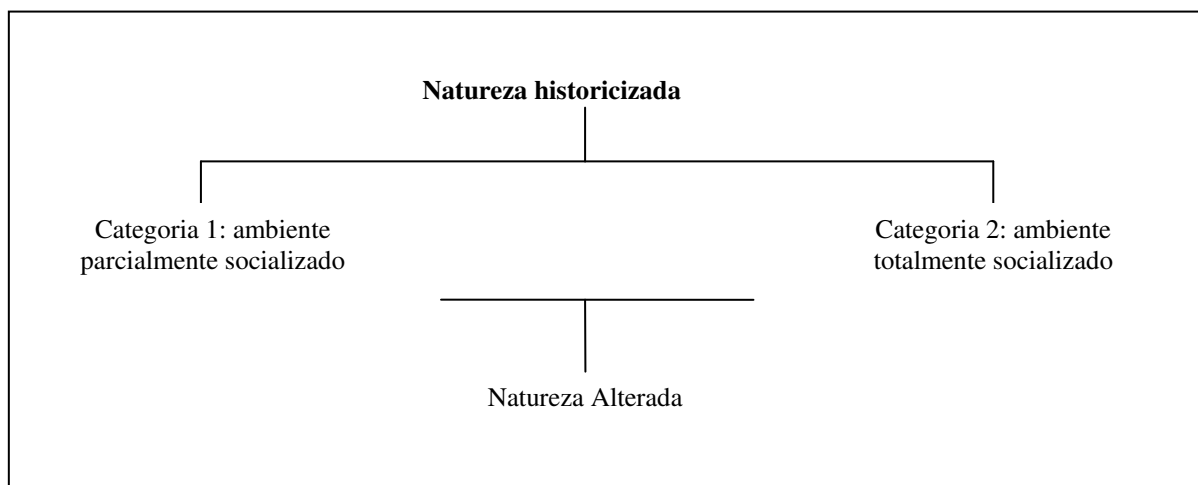 Natureza historicizada
Categoria 1: ambiente
parcialmente socializado
Categoria 2: ambiente
totalmente socializado
Natureza Alterada